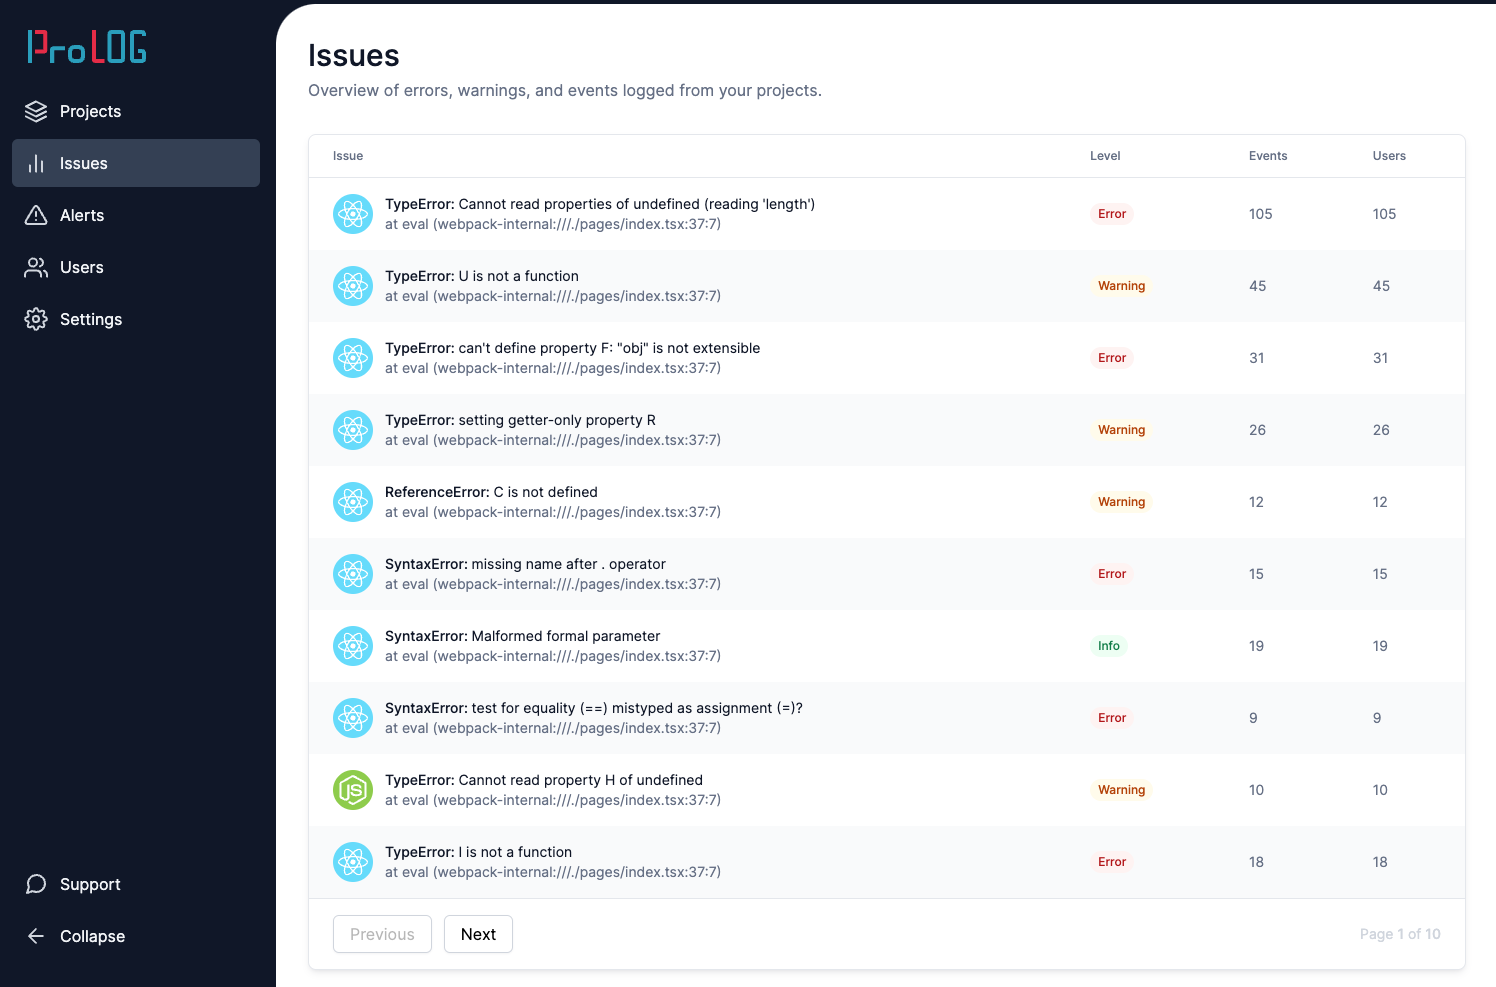 ProLOG
Projects
Issues
Alerts
Users
Settings
Support
Collapse
Issues
Overview of errors, warnings, and events logged from your projects.
Issue Level Events Users
TypeError: Cannot read properties of undefined (reading 'length')
at eval (webpack-internal:///./pages/index.tsx:37:7)
Error 105 105
TypeError: U is not a function
at eval (webpack-internal:///./pages/index.tsx:37:7)
Warning 45 45
TypeError: can't define property F: "obj" is not extensible
at eval (webpack-internal:///./pages/index.tsx:37:7)
Error 31 31
TypeError: setting getter-only property R
at eval (webpack-internal:///./pages/index.tsx:37:7)
Warning 26 26
ReferenceError: C is not defined
at eval (webpack-internal:///./pages/index.tsx:37:7)
Warning 12 12
SyntaxError: missing name after . operator
at eval (webpack-internal:///./pages/index.tsx:37:7)
Error 15 15
SyntaxError: Malformed formal parameter
at eval (webpack-internal:///./pages/index.tsx:37:7)
Info 19 19
SyntaxError: test for equality (==) mistyped as assignment (=)?
at eval (webpack-internal:///./pages/index.tsx:37:7)
Error 9 9
JS
TypeError: Cannot read property H of undefined
at eval (webpack-internal:///./pages/index.tsx:37:7)
Warning 10 10
TypeError: I is not a function
at eval (webpack-internal:///./pages/index.tsx:37:7)
Error 18 18
Previous Next Page 1 of 10